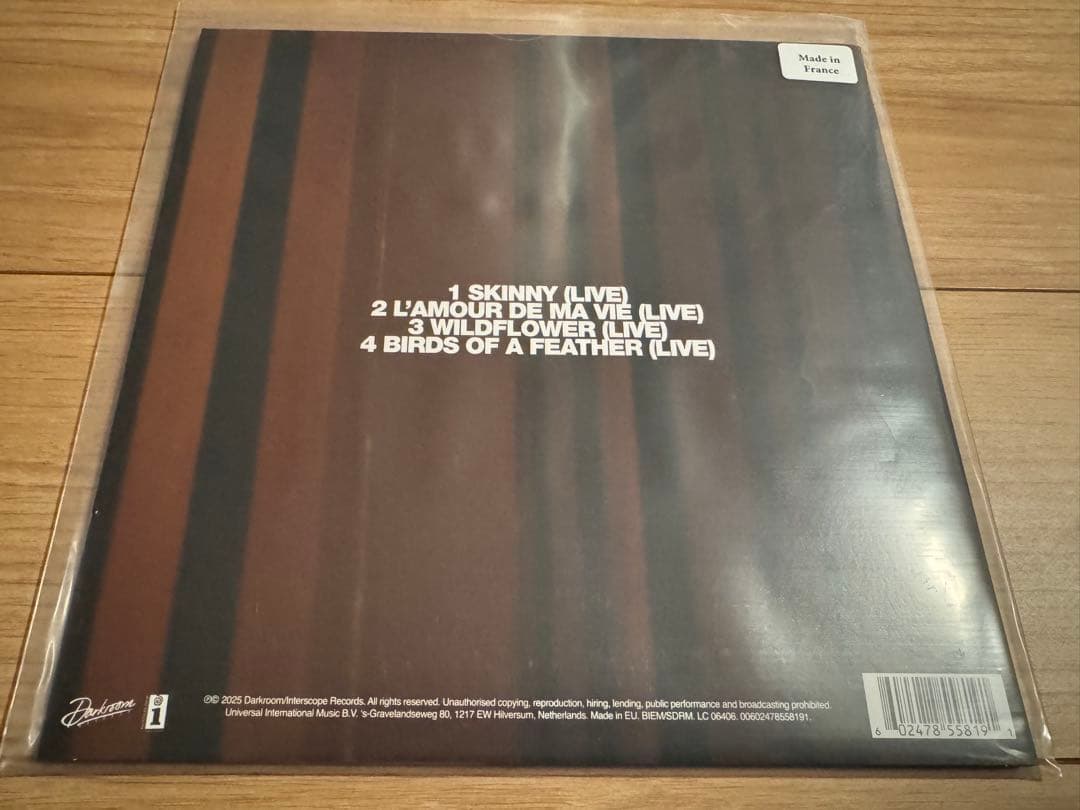 Made in
France
1 SKINNY (LIVE)
2 L'AMOUR DE MA VIE (LIVE)
3 WILDFLOWER (LIVE)
4 BIRDS OF A FEATHER (LIVE)
Darkroom
i
℗© 2025 Darkroom/Interscope Records. All rights reserved. Unauthorised copying, reproduction, hiring, lending, public performance and broadcasting prohibited.
Universal International Music B.V. 's-Gravelandseweg 80, 1217 EW Hilversum, Netherlands. Made in EU. BIEM/SDRM. LC 06406. 00602478558191.
6 02478 55819 1